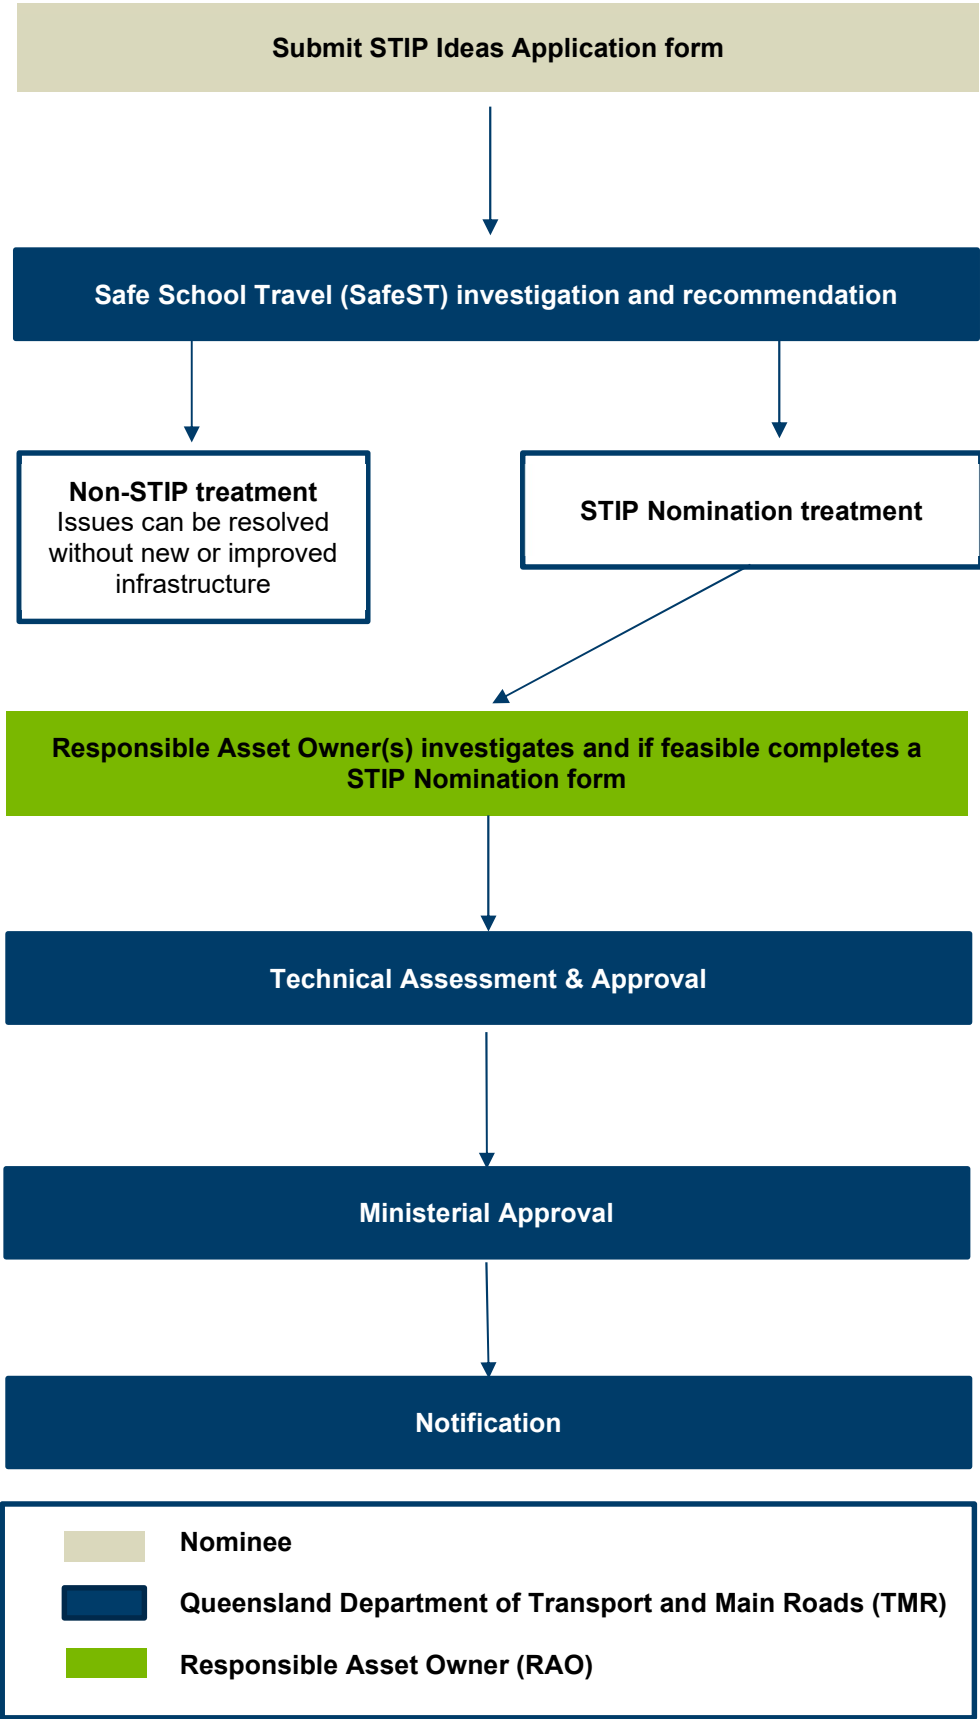 Submit STIP Ideas Application form
Safe School Travel (SafeST) investigation and recommendation
Non-STIP treatment
Issues can be resolved
without new or improved
infrastructure
STIP Nomination treatment
Responsible Asset Owner(s) investigates and if feasible completes a
STIP Nomination form
Technical Assessment & Approval
Ministerial Approval
Notification
Nominee
Queensland Department of Transport and Main Roads (TMR)
Responsible Asset Owner (RAO)